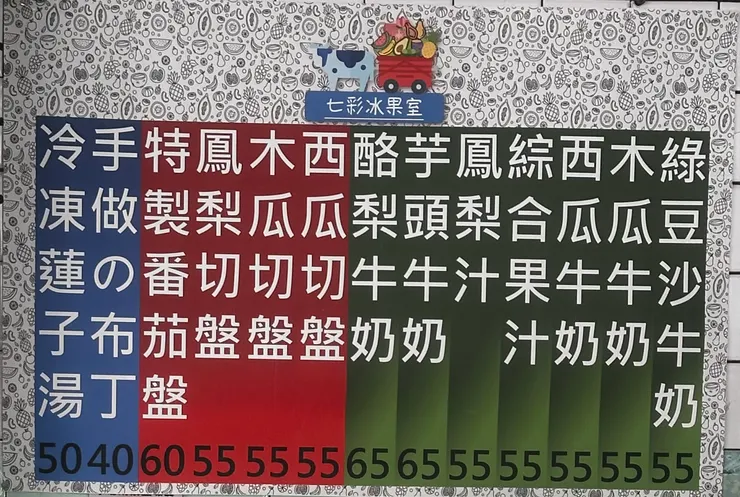 七彩冰果室
綠豆沙牛奶 55
木瓜牛奶 55
西瓜牛奶 55
綜合果汁 55
鳳梨汁 55
芋頭牛奶 65
酪梨牛奶 65
西瓜切盤 55
木瓜切盤 55
鳳梨切盤 55
特製番茄盤 60
手做の布丁 40
冷凍蓮子湯 50